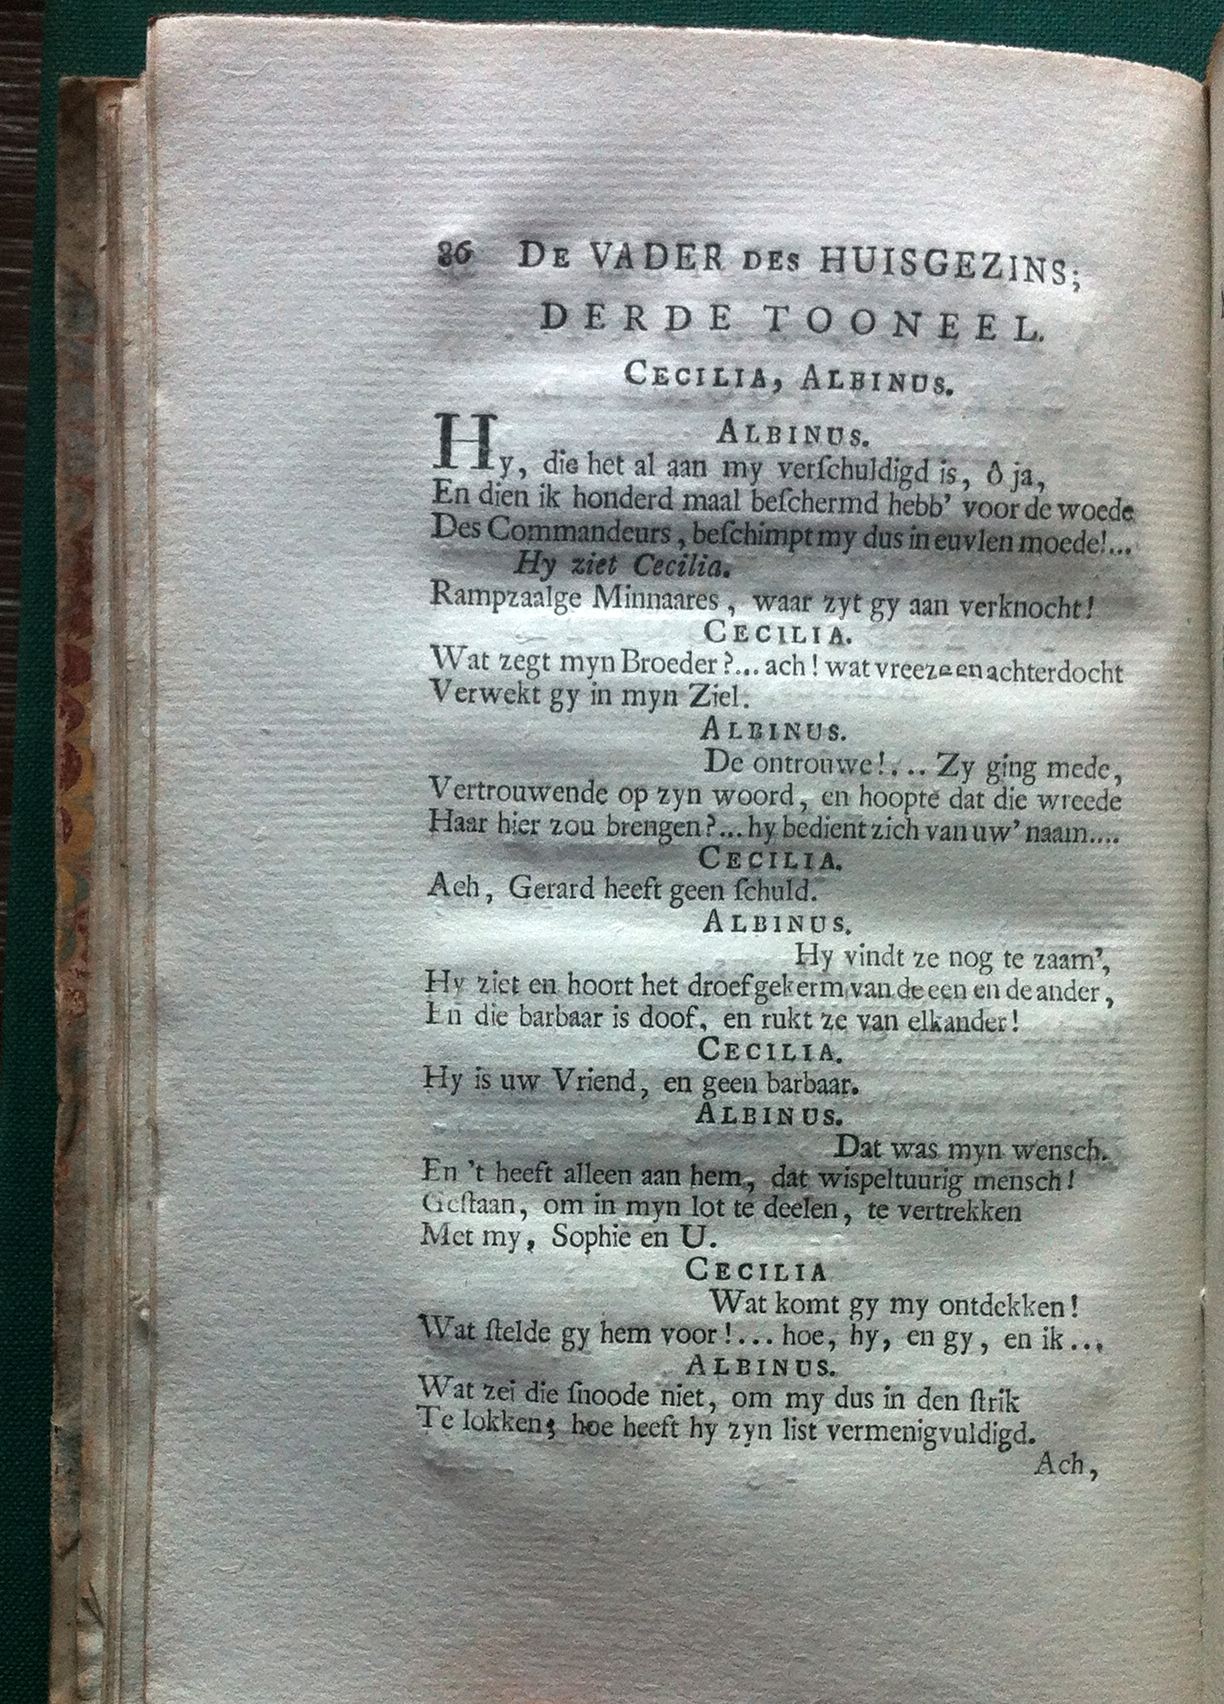 86 DE VADER DES HUISGEZINS;
DERDE TOONEEL.
CECILIA, ALBINUS.
ALBINUS.
Hy, die het al aan my verſchuldigd is, ô ja,
En dien ik honderd maal beſchermd hebb' voor de woede
Des Commandeurs, beſchimpt my dus in euvlen moede!...
Hy ziet Cecilia.
Rampzaalge Minnaares, waar zyt gy aan verknocht!
CECILIA.
Wat zegt myn Broeder?... ach! wat vreeze en achterdocht
Verwekt gy in myn Ziel.
ALBINUS.
De ontrouwe!.... Zy ging mede,
Vertrouwende op zyn woord, en hoopte dat die wreede
Haar hier zou brengen?... hy bedient zich van uw' naam....
CECILIA.
Ach, Gerard heeft geen ſchuld.
ALBINUS.
Hy vindt ze nog te zaam',
Hy ziet en hoort het droef gekerm van de een en de ander,
En die barbaar is doof, en rukt ze van elkander!
CECILIA.
Hy is uw Vriend, en geen barbaar.
ALBINUS.
Dat was myn wensch.
En 't heeft alleen aan hem, dat wispeltuurig mensch!
Geſtaan, om in myn lot te deelen, te vertrekken
Met my, Sophie en U.
CECILIA
Wat komt gy my ontdekken!
Wat ſtelde gy hem voor!... hoe, hy, en gy, en ik...
ALBINUS.
Wat zei die ſnoode niet, om my dus in den ſtrik
Te lokken; hoe heeft hy zyn list vermenigvuldigd.
Ach,